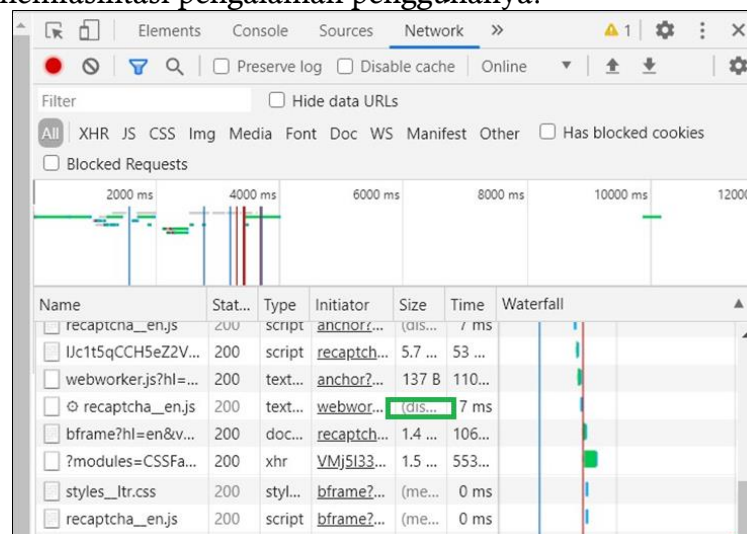 Elements Console Sources Network » 1
Preserve log Disable cache Online
Filter Hide data URLs
All XHR JS CSS Img Media Font Doc WS Manifest Other Has blocked cookies
Blocked Requests
2000 ms 4000 ms 6000 ms 8000 ms 10000 ms 12000
Name Stat... Type Initiator Size Time Waterfall
recaptcha__en.js 200 script anchor?... (dis... 7 ms
200 script recaptch... 5.7 ... 53 ...
webworker.js?hl=... 200 text... anchor?... 137 B 110...
recaptcha__en.js 200 text... webwor... (dis... 7 ms
bframe?hl=en&v... 200 doc... recaptch... 1.4 ... 106...
?modules=CSSFa... 200 xhr VMj5I33... 1.5 ... 553...
styles__ltr.css 200 styl... bframe?... (me... 0 ms
recaptcha__en.js 200 script bframe?... (me... 0 ms